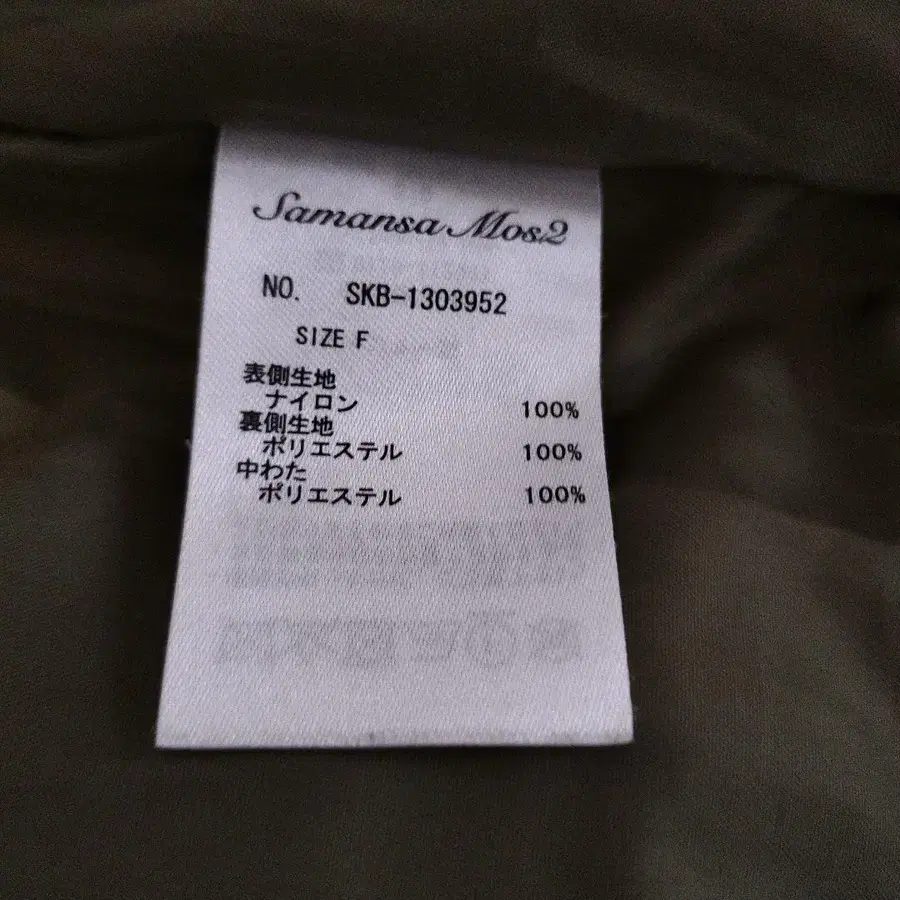 Samansa Mos2
NO. SKB-1303952
SIZE F
表側生地
ナイロン 100%
裏側生地
ポリエステル 100%
中わた
ポリエステル 100%